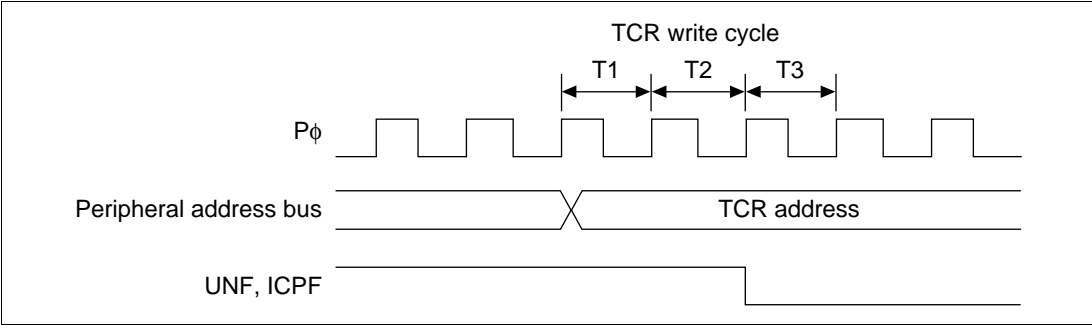 TCR write cycle
T1 T2 T3
Pϕ
Peripheral address bus TCR address
UNF, ICPF